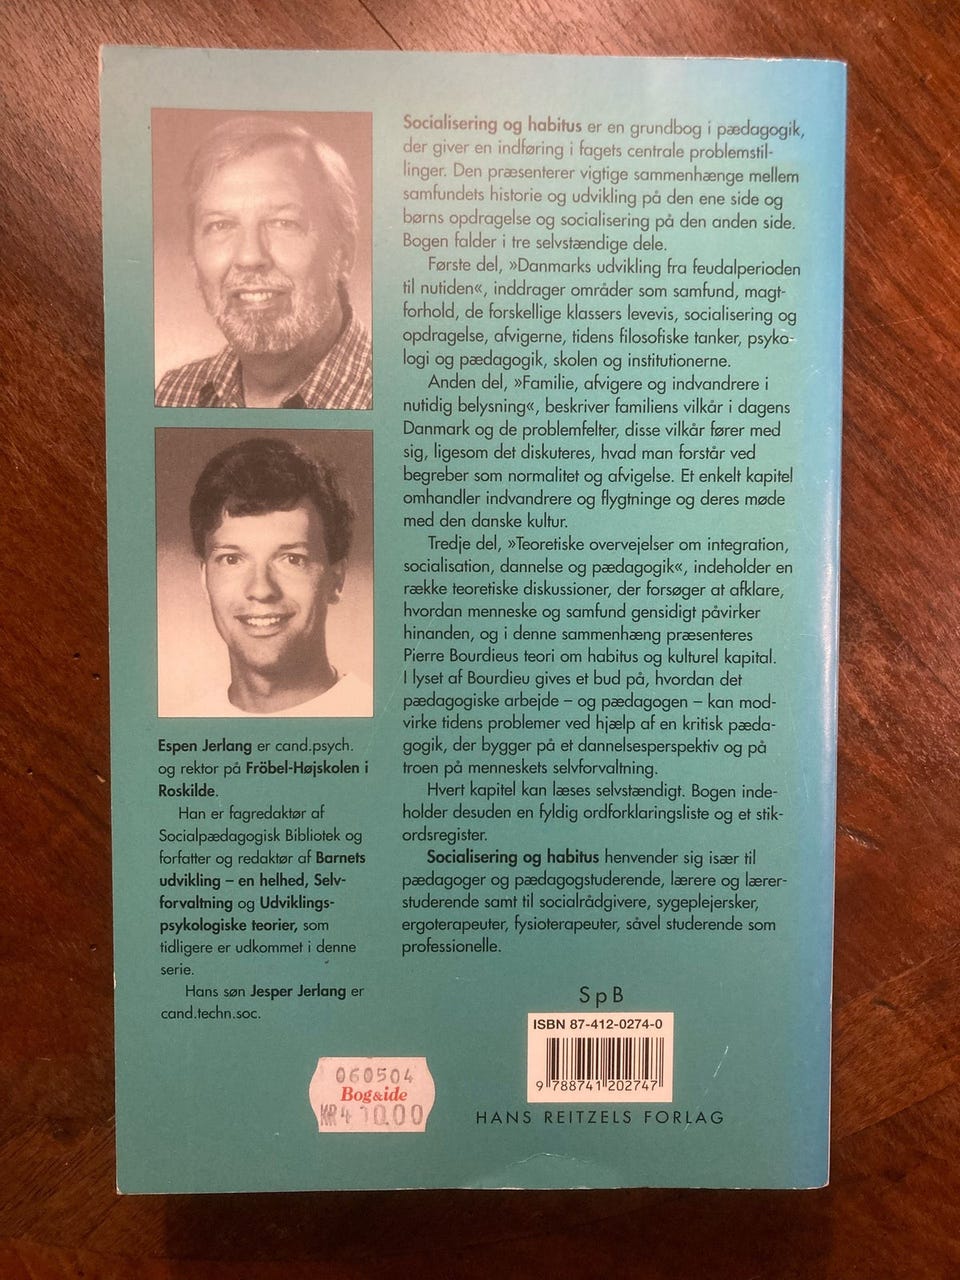 Socialisering og habitus er en grundbog i pædagogik,
der giver en indføring i fagets centrale problemstil-
linger. Den præsenterer vigtige sammenhænge mellem
samfundets historie og udvikling på den ene side og
børns opdragelse og socialisering på den anden side.
Bogen falder i tre selvstændige dele.
Første del, »Danmarks udvikling fra feudalperioden
til nutiden«, inddrager områder som samfund, magt-
forhold, de forskellige klassers levevis, socialisering og
opdragelse, afvigerne, tidens filosofiske tanker, psyko-
logi og pædagogik, skolen og institutionerne.
Anden del, »Familie, afvigere og indvandrere i
nutidig belysning«, beskriver familiens vilkår i dagens
Danmark og de problemfelter, disse vilkår fører med
sig, ligesom det diskuteres, hvad man forstår ved
begreber som normalitet og afvigelse. Et enkelt kapitel
omhandler indvandrere og flygtninge og deres møde
med den danske kultur.
Tredje del, »Teoretiske overvejelser om integration,
socialisation, dannelse og pædagogik«, indeholder en
række teoretiske diskussioner, der forsøger at afklare,
hvordan menneske og samfund gensidigt påvirker
hinanden, og i denne sammenhæng præsenteres
Pierre Bourdieus teori om habitus og kulturel kapital.
I lyset af Bourdieu gives et bud på, hvordan det
pædagogiske arbejde – og pædagogen – kan mod-
virke tidens problemer ved hjælp af en kritisk pæda-
gogik, der bygger på et dannelsesperspektiv og på
troen på menneskets selvforvaltning.
Hvert kapitel kan læses selvstændigt. Bogen inde-
holder desuden en fyldig ordforklaringsliste og et stik-
ordsregister.
Socialisering og habitus henvender sig især til
pædagoger og pædagogstuderende, lærere og lærer-
studerende samt til socialrådgivere, sygeplejersker,
ergoterapeuter, fysioterapeuter, såvel studerende som
professionelle.
Espen Jerlang er cand.psych.
og rektor på Fröbel-Højskolen i
Roskilde.
Han er fagredaktør af
Socialpædagogisk Bibliotek og
forfatter og redaktør af Barnets
udvikling – en helhed, Selv-
forvaltning og Udviklings-
psykologiske teorier, som
tidligere er udkommet i denne
serie.
Hans søn Jesper Jerlang er
cand.techn.soc.
SpB
ISBN 87-412-0274-0
9 788741 202747
HANS REITZELS FORLAG
060504
Bog&ide
KR 410.00